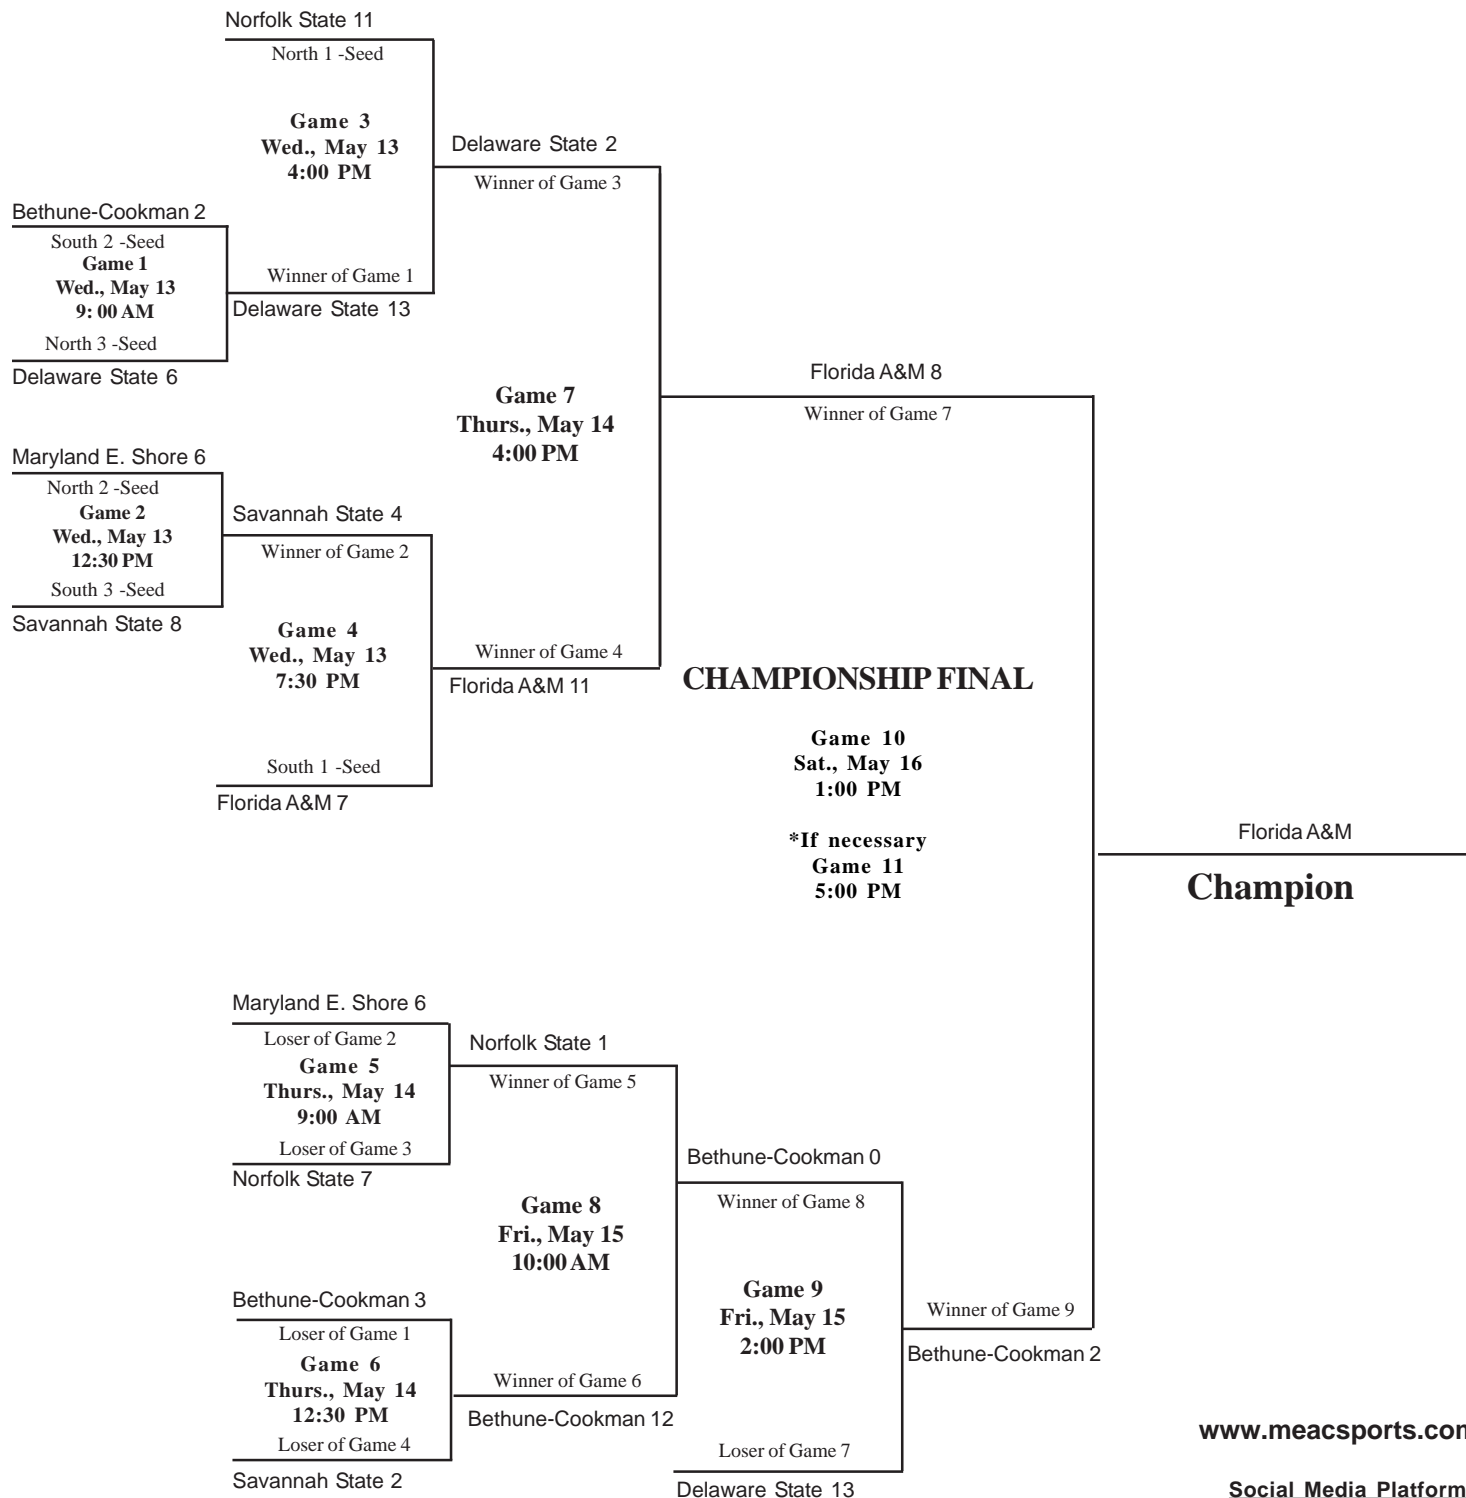 Norfolk State 11
North 1 -Seed
Game 3
Wed., May 13
4:00 PM
Delaware State 2
Winner of Game 3
Bethune-Cookman 2
South 2 -Seed
Game 1
Wed., May 13
9: 00 AM
North 3 -Seed
Delaware State 6
Winner of Game 1
Delaware State 13
Game 7
Thurs., May 14
4:00 PM
Florida A&M 8
Winner of Game 7
Maryland E. Shore 6
North 2 -Seed
Game 2
Wed., May 13
12:30 PM
South 3 -Seed
Savannah State 8
Savannah State 4
Winner of Game 2
Game 4
Wed., May 13
7:30 PM
South 1 -Seed
Florida A&M 7
Winner of Game 4
Florida A&M 11
CHAMPIONSHIP FINAL
Game 10
Sat., May 16
1:00 PM
*If necessary
Game 11
5:00 PM
Florida A&M
Champion
Maryland E. Shore 6
Loser of Game 2
Game 5
Thurs., May 14
9:00 AM
Loser of Game 3
Norfolk State 7
Norfolk State 1
Winner of Game 5
Game 8
Fri., May 15
10:00 AM
Bethune-Cookman 0
Winner of Game 8
Game 9
Fri., May 15
2:00 PM
Winner of Game 9
Bethune-Cookman 2
Bethune-Cookman 3
Loser of Game 1
Game 6
Thurs., May 14
12:30 PM
Loser of Game 4
Savannah State 2
Winner of Game 6
Bethune-Cookman 12
Loser of Game 7
Delaware State 13
www.meacsports.con
Social Media Platform